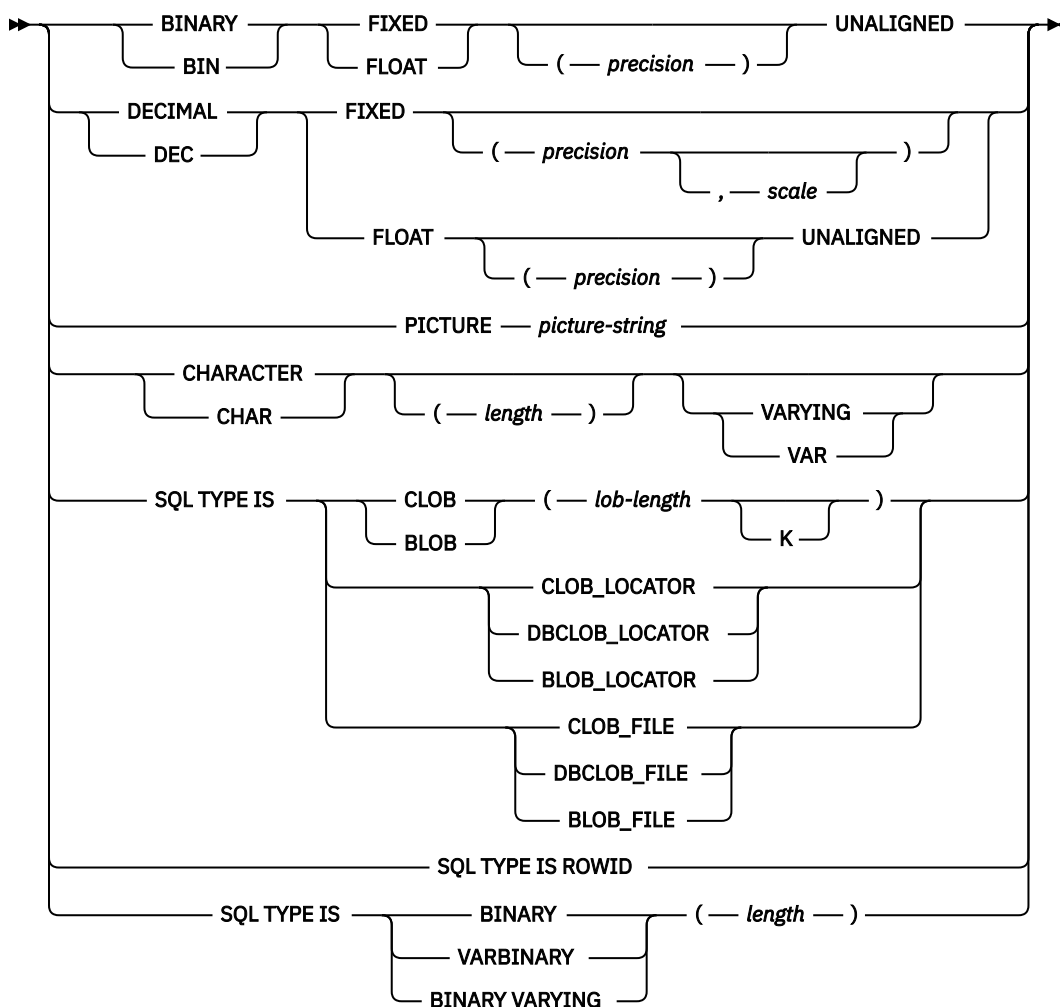 BINARY FIXED UNALIGNED
BIN FLOAT ( precision )
DECIMAL FIXED
DEC ( precision )
, scale
FLOAT UNALIGNED
( precision )
PICTURE picture-string
CHARACTER
CHAR ( length ) VARYING
VAR
SQL TYPE IS CLOB ( lob-length )
BLOB K
CLOB_LOCATOR
DBCLOB_LOCATOR
BLOB_LOCATOR
CLOB_FILE
DBCLOB_FILE
BLOB_FILE
SQL TYPE IS ROWID
SQL TYPE IS BINARY ( length )
VARBINARY
BINARY VARYING